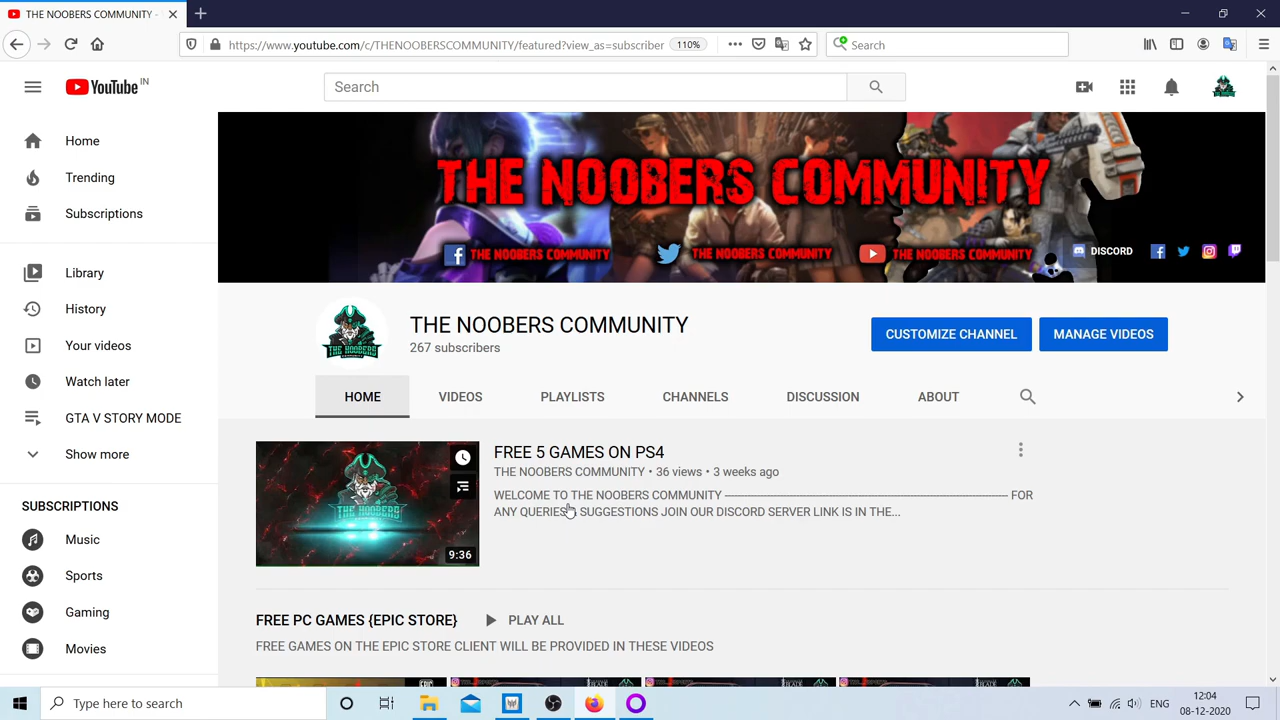 THE NOOBERS COMMUNITY -
https://www.youtube.com/c/THENOOBERSCOMMUNITY/featured?view_as=subscriber
110%
Search
YouTube IN
Search
Home
Trending
Subscriptions
Library
History
Your videos
Watch later
GTA V STORY MODE
Show more
SUBSCRIPTIONS
Music
Sports
Gaming
Movies
THE NOOBERS COMMUNITY
THE NOOBERS COMMUNITY
THE NOOBERS COMMUNITY
THE NOOBERS COMMUNITY
DISCORD
THE NOOBERS
THE NOOBERS COMMUNITY
267 subscribers
CUSTOMIZE CHANNEL
MANAGE VIDEOS
HOME
VIDEOS
PLAYLISTS
CHANNELS
DISCUSSION
ABOUT
THE NOOBERS
9:36
FREE 5 GAMES ON PS4
THE NOOBERS COMMUNITY • 36 views • 3 weeks ago
WELCOME TO THE NOOBERS COMMUNITY ---------------------------------------------------------------------- FOR
ANY QUERIES SUGGESTIONS JOIN OUR DISCORD SERVER LINK IS IN THE...
FREE PC GAMES {EPIC STORE}
PLAY ALL
FREE GAMES ON THE EPIC STORE CLIENT WILL BE PROVIDED IN THESE VIDEOS
Type here to search
ENG
12:04
08-12-2020